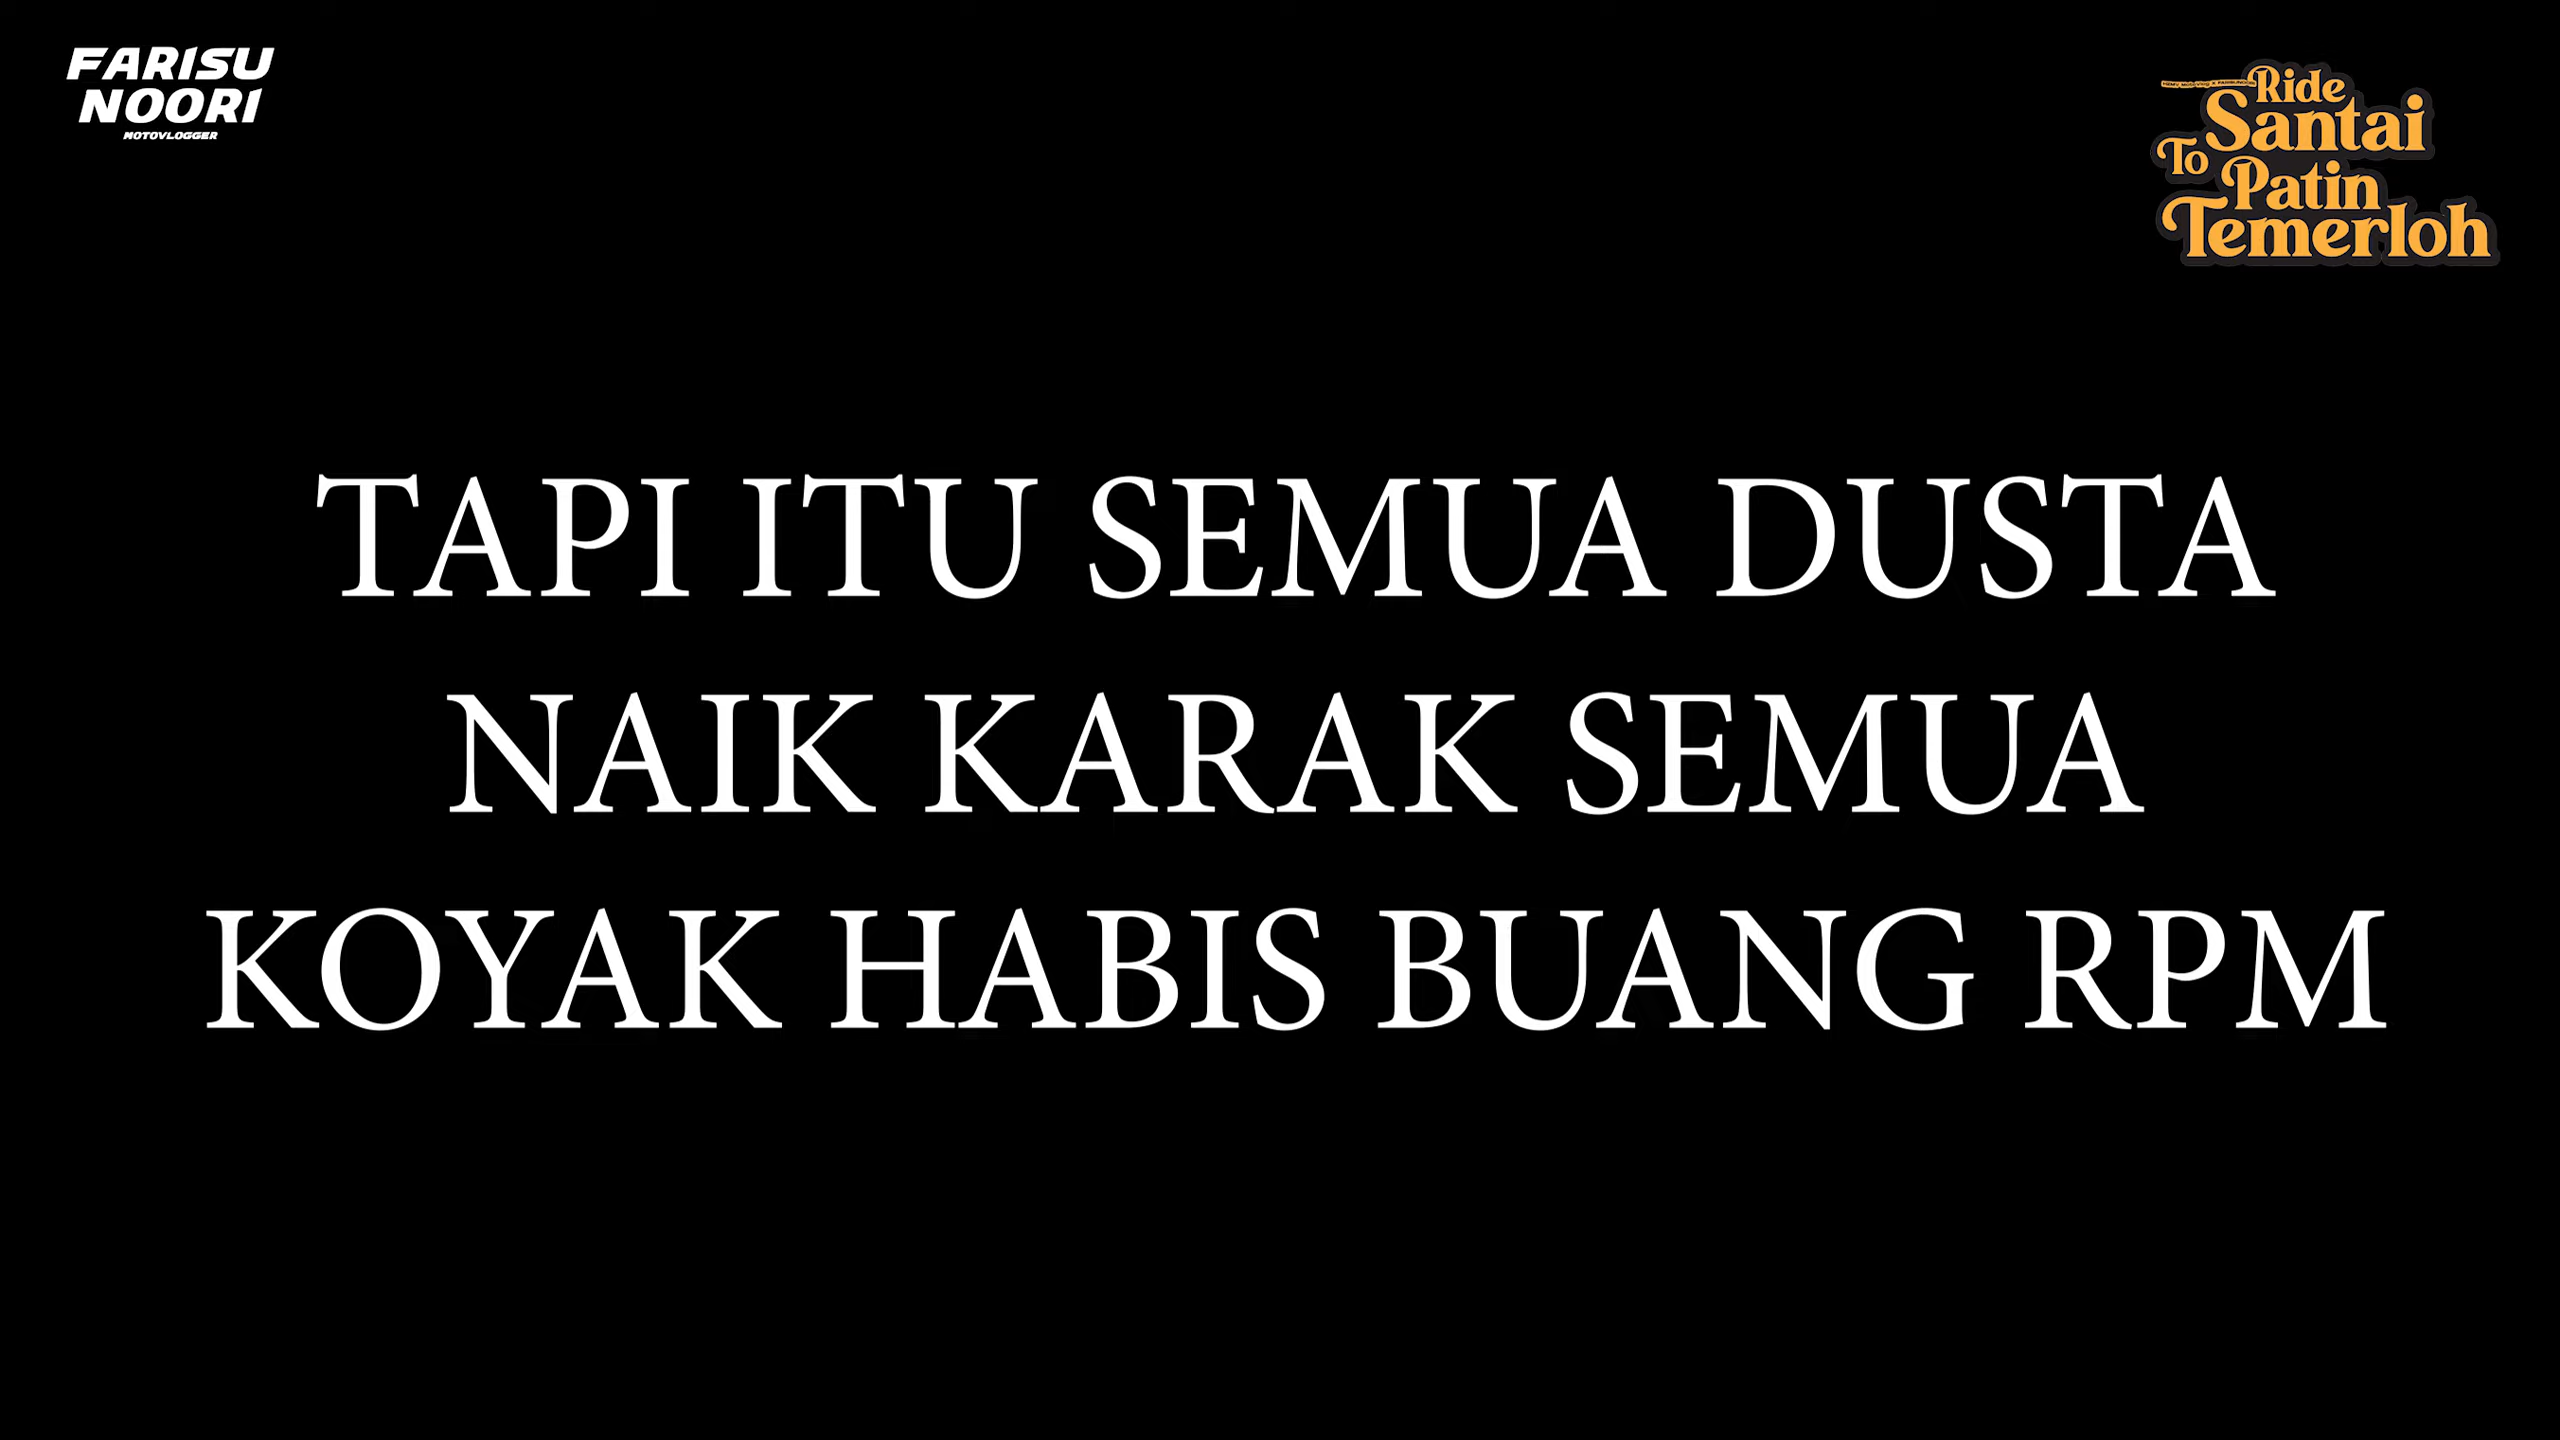 FARISU
NOORI
MOTOVLOGGER
Ride
Santai
To
Patin
Temerloh
TAPI ITU SEMUA DUSTA
NAIK KARAK SEMUA
KOYAK HABIS BUANG RPM